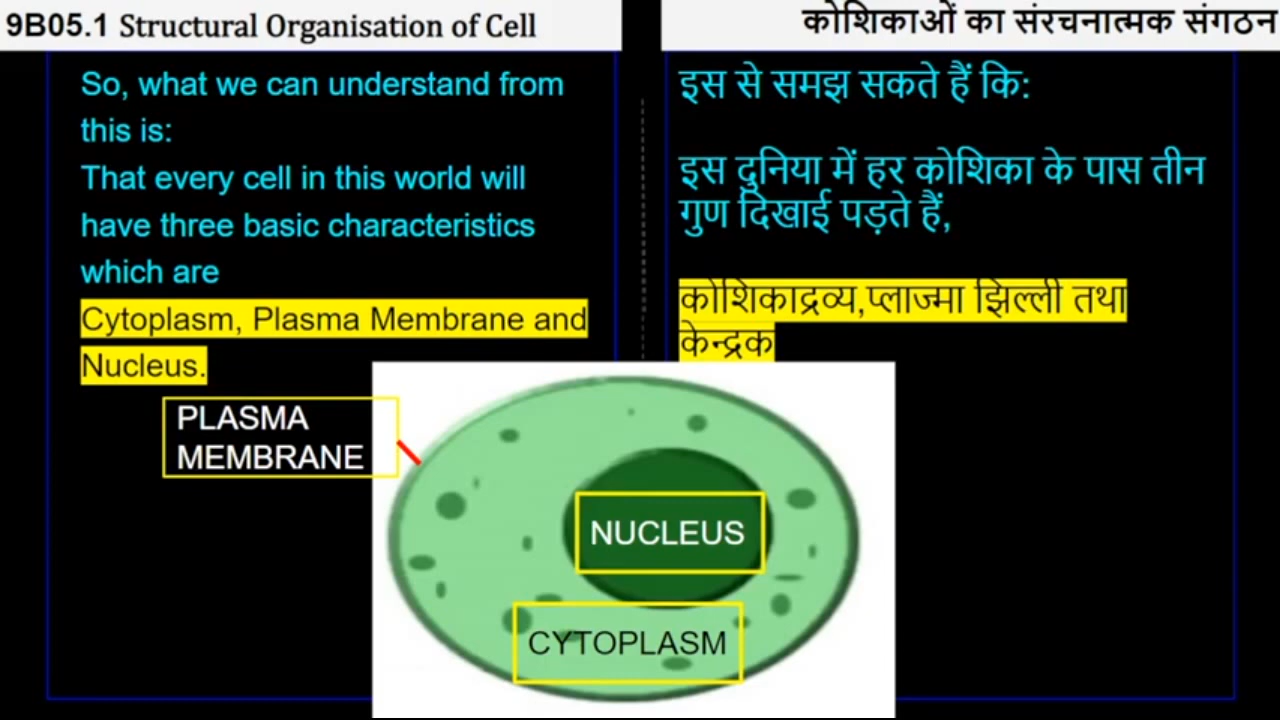 9B05.1 Structural Organisation of Cell
कोशिकाओं का संरचनात्मक संगठन
So, what we can understand from
this is:
That every cell in this world will
have three basic characteristics
which are
Cytoplasm, Plasma Membrane and
Nucleus.
इस से समझ सकते हैं कि:
इस दुनिया में हर कोशिका के पास तीन
गुण दिखाई पड़ते हैं,
कोशिकाद्रव्य,प्लाज्मा झिल्ली तथा
केन्द्रक
PLASMA
MEMBRANE
NUCLEUS
CYTOPLASM